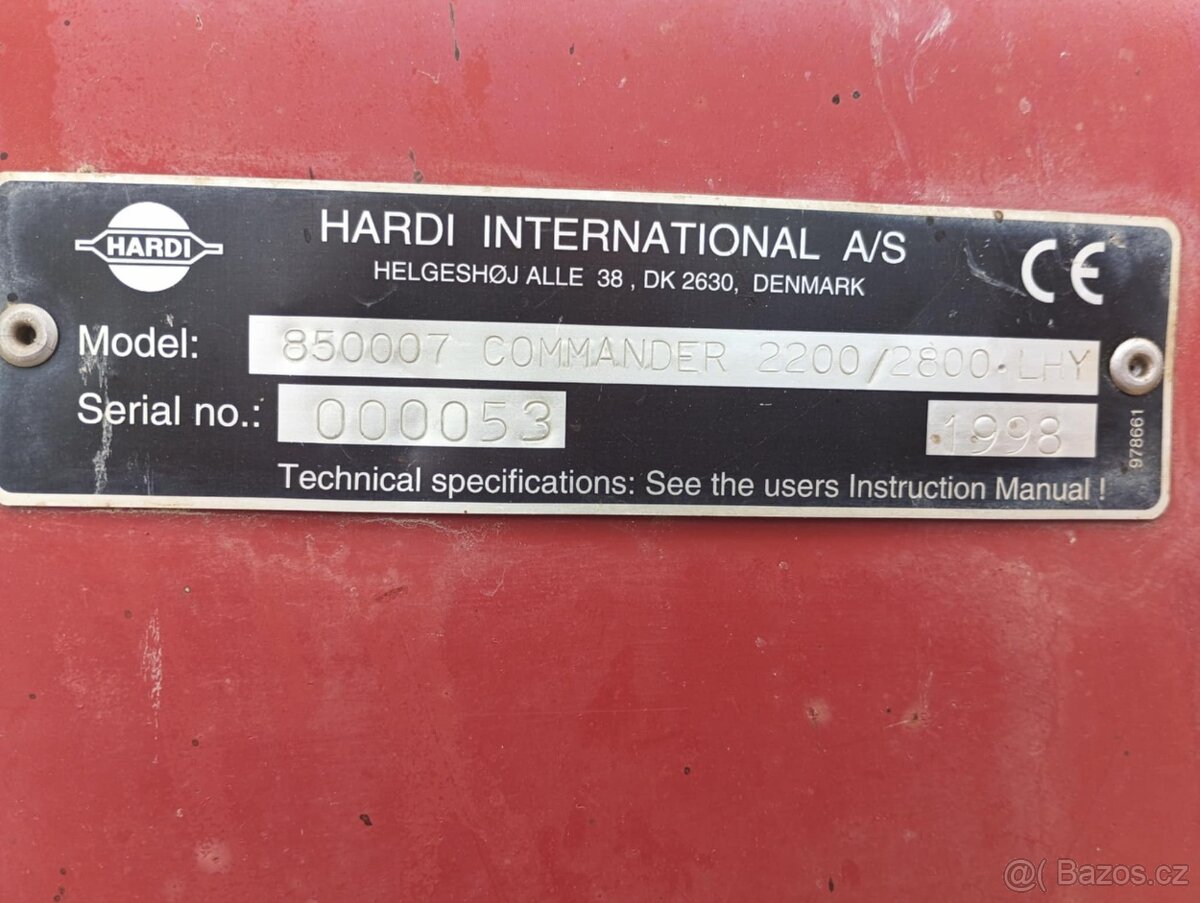 HARDI
HARDI INTERNATIONAL A/S
HELGESHØJ ALLE 38 , DK 2630, DENMARK
CE
Model: 850007 COMMANDER 2200/2800·LHY
Serial no.: 000053 1998
978661
Technical specifications: See the users Instruction Manual !
@( Bazos.cz